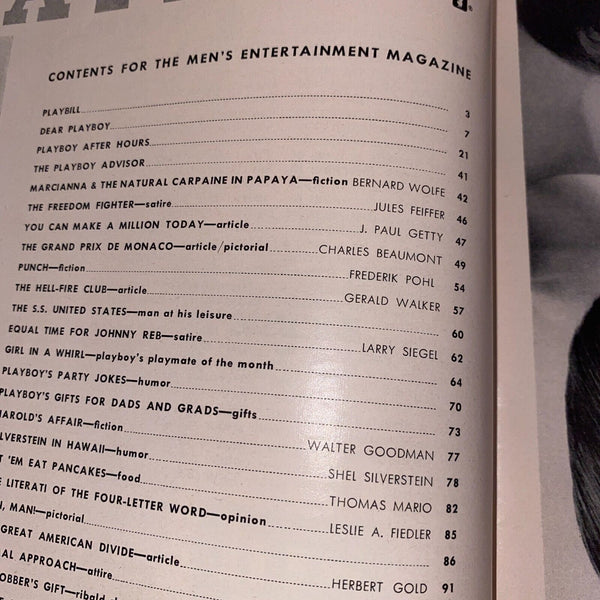 CONTENTS FOR THE MEN'S ENTERTAINMENT MAGAZINE
PLAYBILL 3
DEAR PLAYBOY 7
PLAYBOY AFTER HOURS 21
THE PLAYBOY ADVISOR 41
MARCIANNA & THE NATURAL CARPAINE IN PAPAYA—fiction BERNARD WOLFE 42
THE FREEDOM FIGHTER—satire JULES FEIFFER 46
YOU CAN MAKE A MILLION TODAY—article J. PAUL GETTY 47
THE GRAND PRIX DE MONACO—article/pictorial CHARLES BEAUMONT 49
PUNCH—fiction FREDERIK POHL 54
THE HELL-FIRE CLUB—article GERALD WALKER 57
THE S.S. UNITED STATES—man at his leisure 60
EQUAL TIME FOR JOHNNY REB—satire LARRY SIEGEL 62
GIRL IN A WHIRL—playboy's playmate of the month 64
PLAYBOY'S PARTY JOKES—humor 70
PLAYBOY'S GIFTS FOR DADS AND GRADS—gifts 73
HAROLD'S AFFAIR—fiction WALTER GOODMAN 77
LVERSTEIN IN HAWAII—humor SHEL SILVERSTEIN 78
T 'EM EAT PANCAKES—food THOMAS MARIO 82
E LITERATI OF THE FOUR-LETTER WORD—opinion LESLIE A. FIEDLER 85
, MAN!—pictorial 86
GREAT AMERICAN DIVIDE—article HERBERT GOLD 91
AL APPROACH—attire
OBBER'S GIFT—ribald